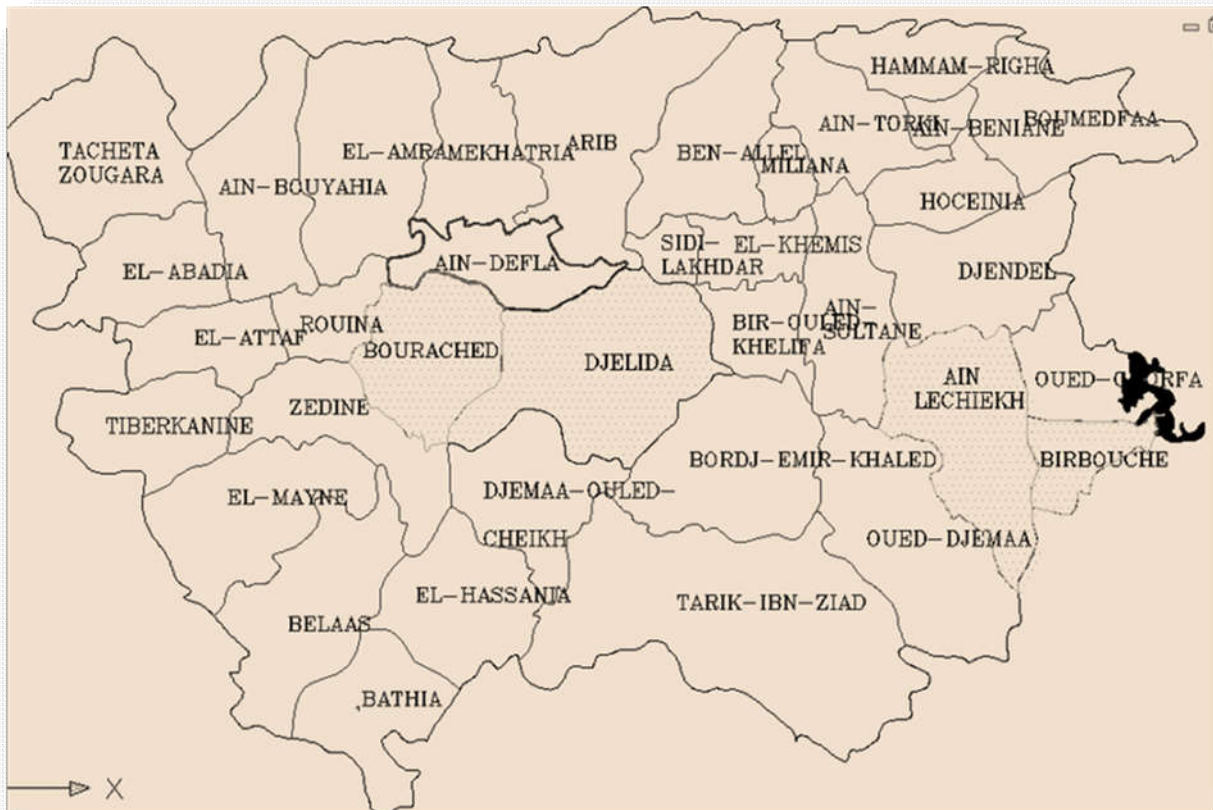 HAMMAM-RIGHA
BOUMEDFAA
AIN-TORKI
AIN-BENIANE
TACHETA
ZOUGARA
EL-AMRA
MEKHATRIA
ARIB
BEN-ALLEL
MILIANA
AIN-BOUYAHIA
HOCEINIA
SIDI-
LAKHDAR
EL-KHEMIS
AIN-DEFLA
EL-ABADIA
DJENDEL
EL-ATTAF
ROUINA
BOURACHED
DJELIDA
BIR-OULED-
KHELIFA
AIN-
SULTANE
AIN
LECHIEKH
OUED-CHORFA
TIBERKANINE
ZEDINE
BORDJ-EMIR-KHALED
BIRBOUCHE
EL-MAYNE
DJEMAA-OULED-
CHEIKH
OUED-DJEMAA
EL-HASSANIA
TARIK-IBN-ZIAD
BELAAS
BATHIA
X